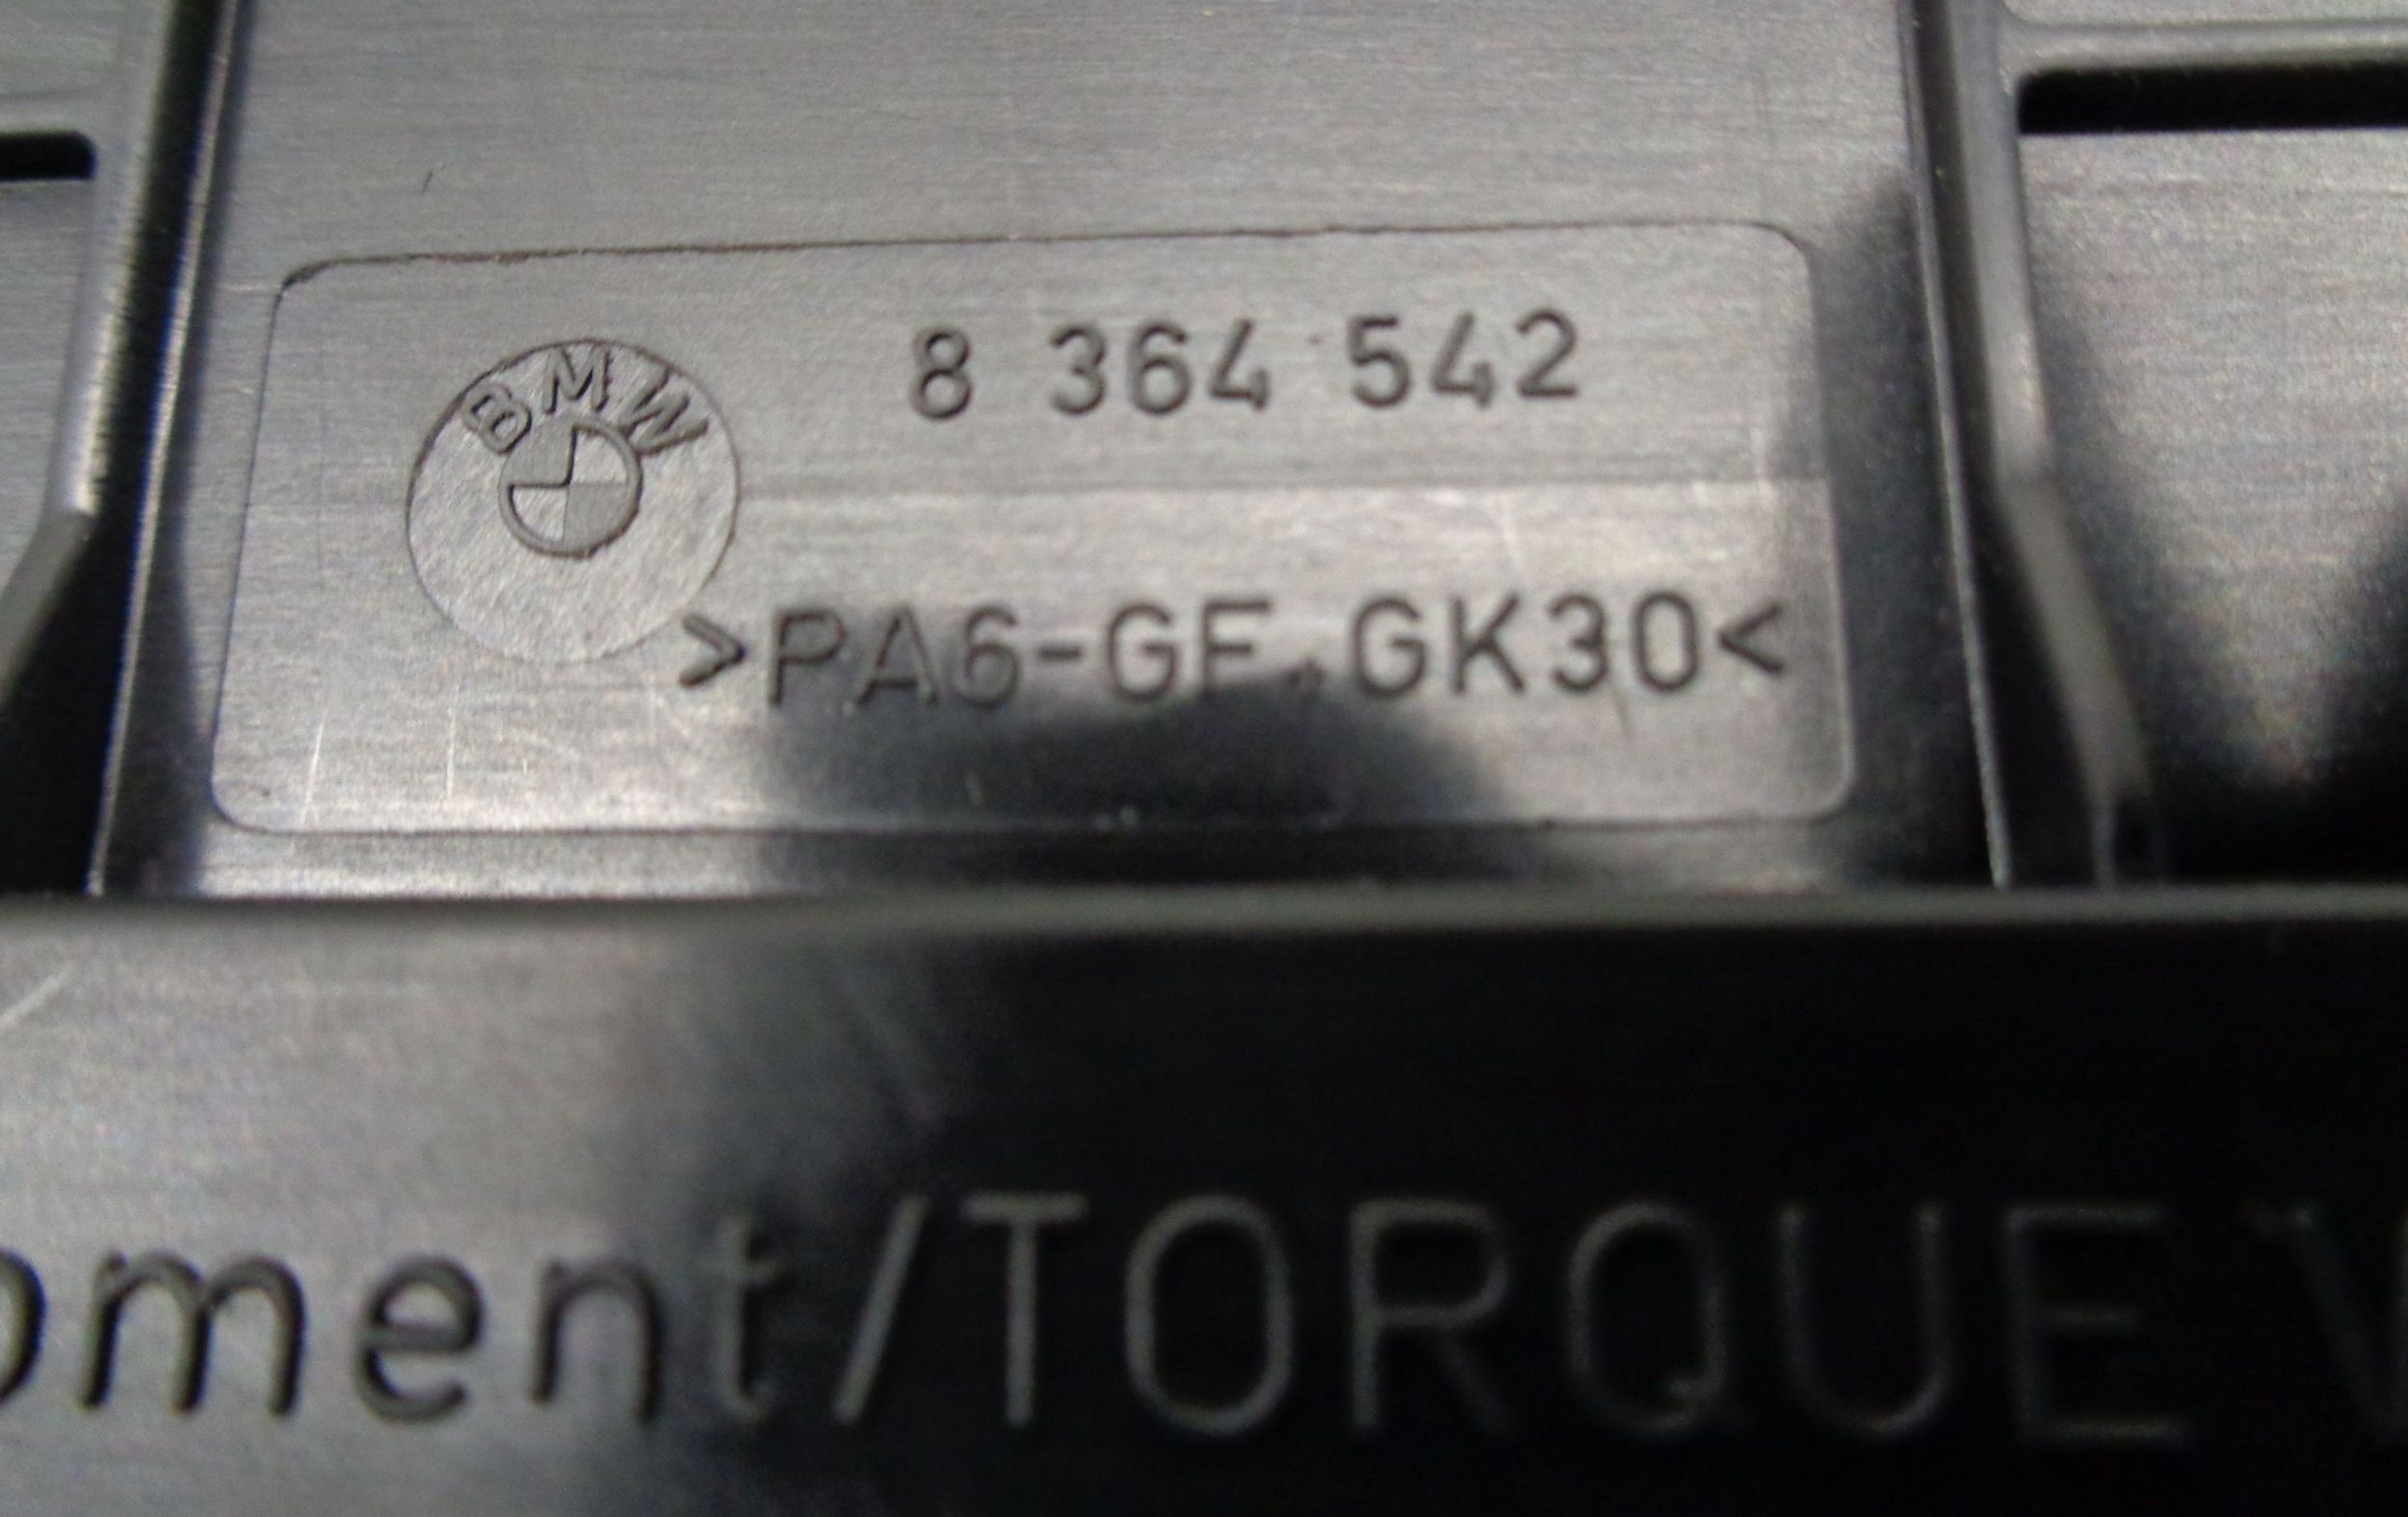 BMW
8 364 542
>PA6-GF.GK30<
oment/TORQUE